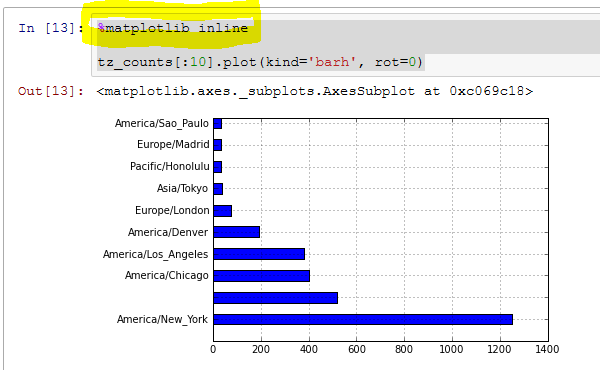 In [13]: %matplotlib inline
tz_counts[:10].plot(kind='barh', rot=0)
Out[13]: <matplotlib.axes._subplots.AxesSubplot at 0xc069c18>
America/Sao_Paulo
Europe/Madrid
Pacific/Honolulu
Asia/Tokyo
Europe/London
America/Denver
America/Los_Angeles
America/Chicago
America/New_York
0 200 400 600 800 1000 1200 1400